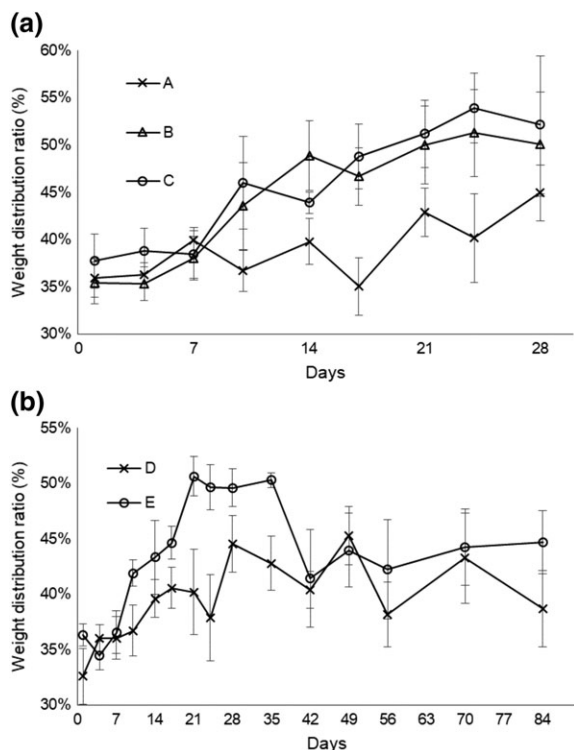 (a)
60%
55%
50%
45%
40%
35%
30%
Weight distribution ratio (%)
A
B
C
0 7 14 21 28
Days
(b)
55%
50%
45%
40%
35%
30%
Weight distribution ratio (%)
D
E
0 7 14 21 28 35 42 49 56 63 70 77 84
Days